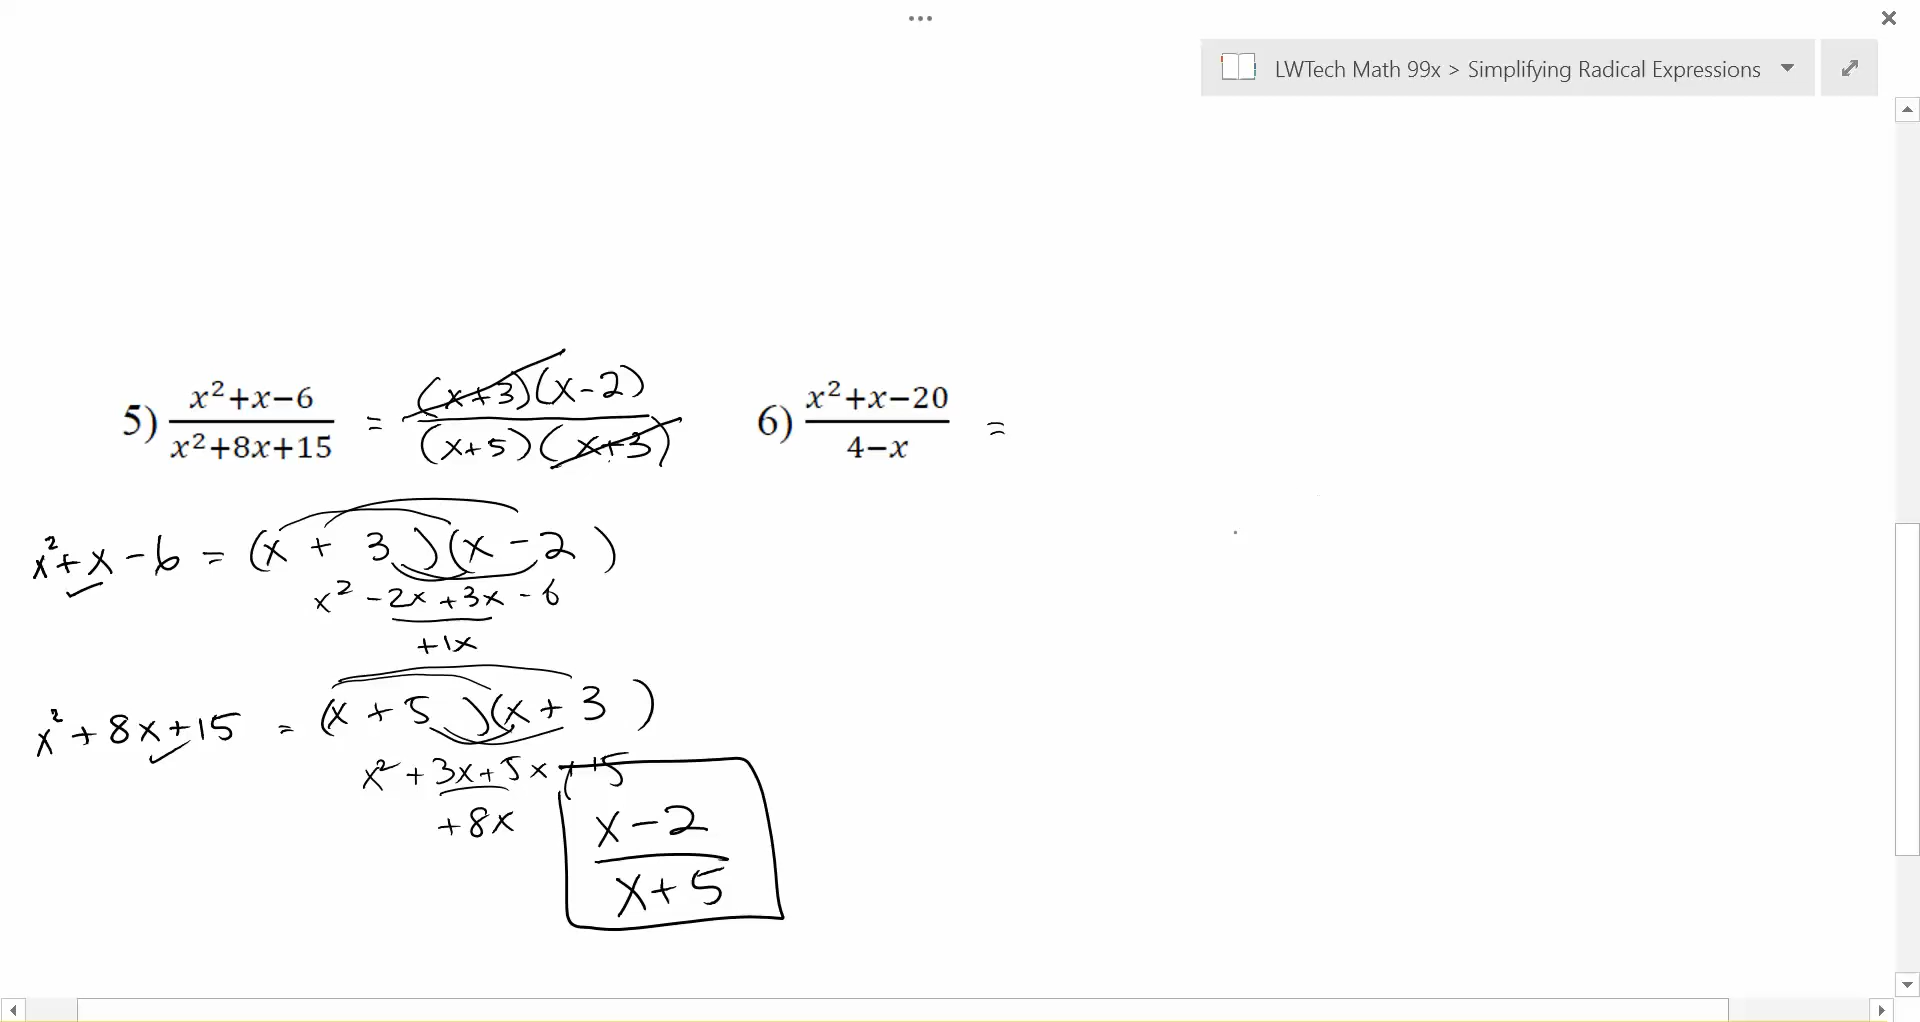 LWTech Math 99x > Simplifying Radical Expressions
5) x²+x−6 / x²+8x+15 = (x+3)(x−2) / (x+5)(x+3)
6) x²+x−20 / 4−x =
x²+x−6 = (x + 3)(x − 2)
x² − 2x + 3x − 6
+1x
x² + 8x + 15 = (x + 5)(x + 3)
x² + 3x + 5x + 15
+8x
x − 2
x + 5